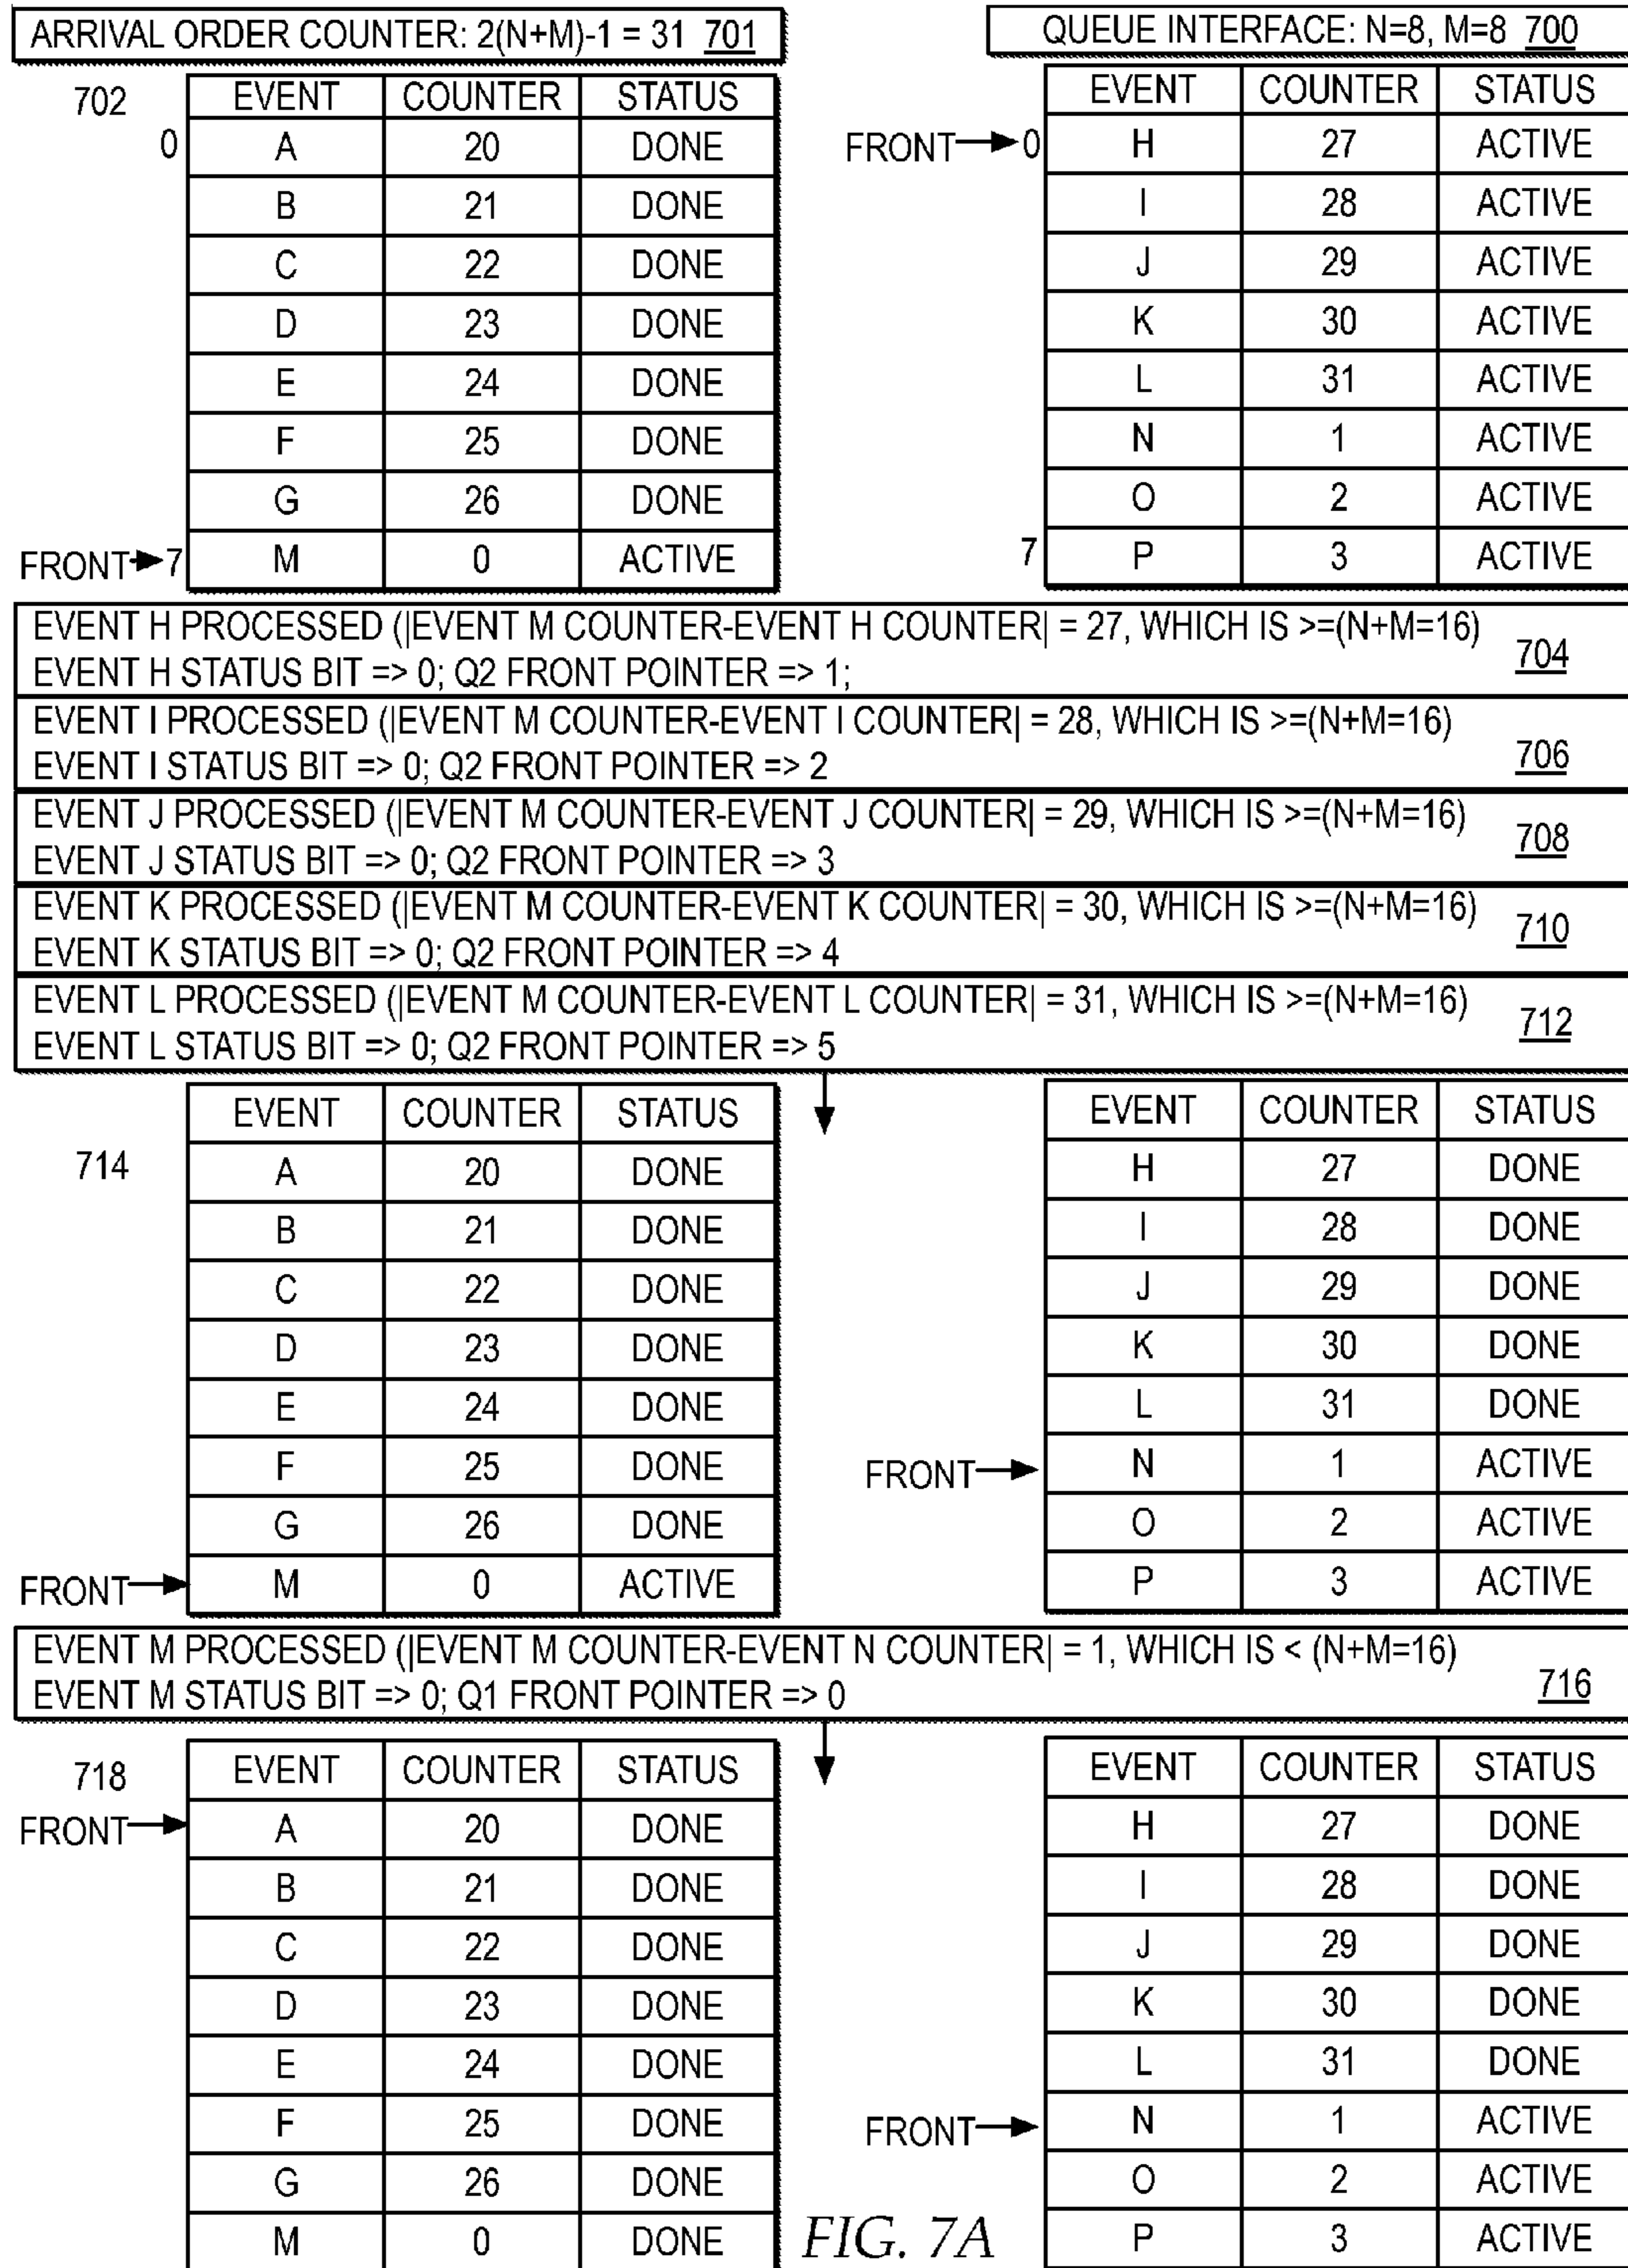 ARRIVAL ORDER COUNTER: 2(N+M)-1 = 31 701
QUEUE INTERFACE: N=8, M=8 700
702 EVENT COUNTER STATUS EVENT COUNTER STATUS
0 A 20 DONE FRONT 0 H 27 ACTIVE
B 21 DONE I 28 ACTIVE
C 22 DONE J 29 ACTIVE
D 23 DONE K 30 ACTIVE
E 24 DONE L 31 ACTIVE
F 25 DONE N 1 ACTIVE
G 26 DONE O 2 ACTIVE
FRONT 7 M 0 ACTIVE 7 P 3 ACTIVE
EVENT H PROCESSED (|EVENT M COUNTER-EVENT H COUNTER| = 27, WHICH IS >=(N+M=16)
EVENT H STATUS BIT => 0; Q2 FRONT POINTER => 1; 704
EVENT I PROCESSED (|EVENT M COUNTER-EVENT I COUNTER| = 28, WHICH IS >=(N+M=16)
EVENT I STATUS BIT => 0; Q2 FRONT POINTER => 2 706
EVENT J PROCESSED (|EVENT M COUNTER-EVENT J COUNTER| = 29, WHICH IS >=(N+M=16)
EVENT J STATUS BIT => 0; Q2 FRONT POINTER => 3 708
EVENT K PROCESSED (|EVENT M COUNTER-EVENT K COUNTER| = 30, WHICH IS >=(N+M=16)
EVENT K STATUS BIT => 0; Q2 FRONT POINTER => 4 710
EVENT L PROCESSED (|EVENT M COUNTER-EVENT L COUNTER| = 31, WHICH IS >=(N+M=16)
EVENT L STATUS BIT => 0; Q2 FRONT POINTER => 5 712
EVENT COUNTER STATUS EVENT COUNTER STATUS
714 A 20 DONE H 27 DONE
B 21 DONE I 28 DONE
C 22 DONE J 29 DONE
D 23 DONE K 30 DONE
E 24 DONE L 31 DONE
F 25 DONE FRONT N 1 ACTIVE
G 26 DONE O 2 ACTIVE
FRONT M 0 ACTIVE P 3 ACTIVE
EVENT M PROCESSED (|EVENT M COUNTER-EVENT N COUNTER| = 1, WHICH IS < (N+M=16)
EVENT M STATUS BIT => 0; Q1 FRONT POINTER => 0 716
718 EVENT COUNTER STATUS EVENT COUNTER STATUS
FRONT A 20 DONE H 27 DONE
B 21 DONE I 28 DONE
C 22 DONE J 29 DONE
D 23 DONE K 30 DONE
E 24 DONE L 31 DONE
F 25 DONE FRONT N 1 ACTIVE
G 26 DONE O 2 ACTIVE
M 0 DONE P 3 ACTIVE
FIG. 7A